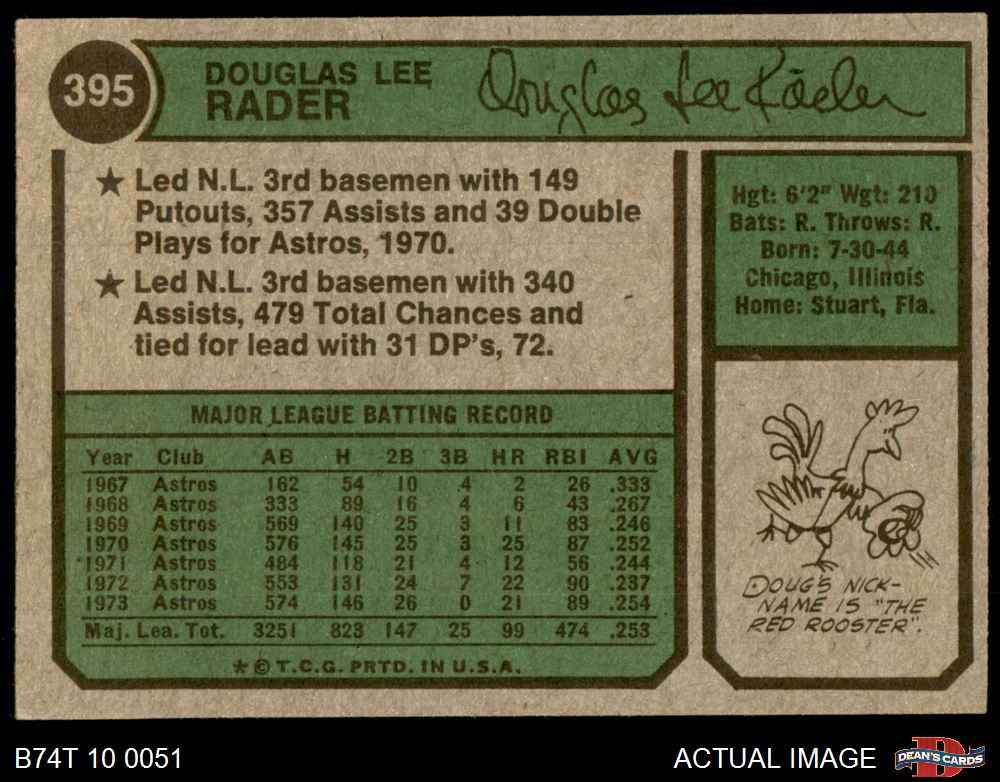 395
DOUGLAS LEE
RADER
Douglas Lee Rader
★ Led N.L. 3rd basemen with 149
Putouts, 357 Assists and 39 Double
Plays for Astros, 1970.
★ Led N.L. 3rd basemen with 340
Assists, 479 Total Chances and
tied for lead with 31 DP's, 72.
Hgt: 6'2" Wgt: 210
Bats: R. Throws: R.
Born: 7-30-44
Chicago, Illinois
Home: Stuart, Fla.
MAJOR LEAGUE BATTING RECORD
Year Club AB H 2B 3B HR RBI AVG
1967 Astros 162 54 10 4 2 26 .333
1968 Astros 333 89 16 4 6 43 .267
1969 Astros 569 140 25 3 11 83 .246
1970 Astros 576 145 25 3 25 87 .252
1971 Astros 484 118 21 4 12 56 .244
1972 Astros 553 131 24 7 22 90 .237
1973 Astros 574 146 26 0 21 89 .254
Maj. Lea. Tot. 3251 823 147 25 99 474 .253
★ © T.C.G. PRTD. IN U.S.A.
DOUG'S NICK-
NAME IS "THE
RED ROOSTER".
B74T 10 0051
ACTUAL IMAGE
D
DEAN'S CARDS